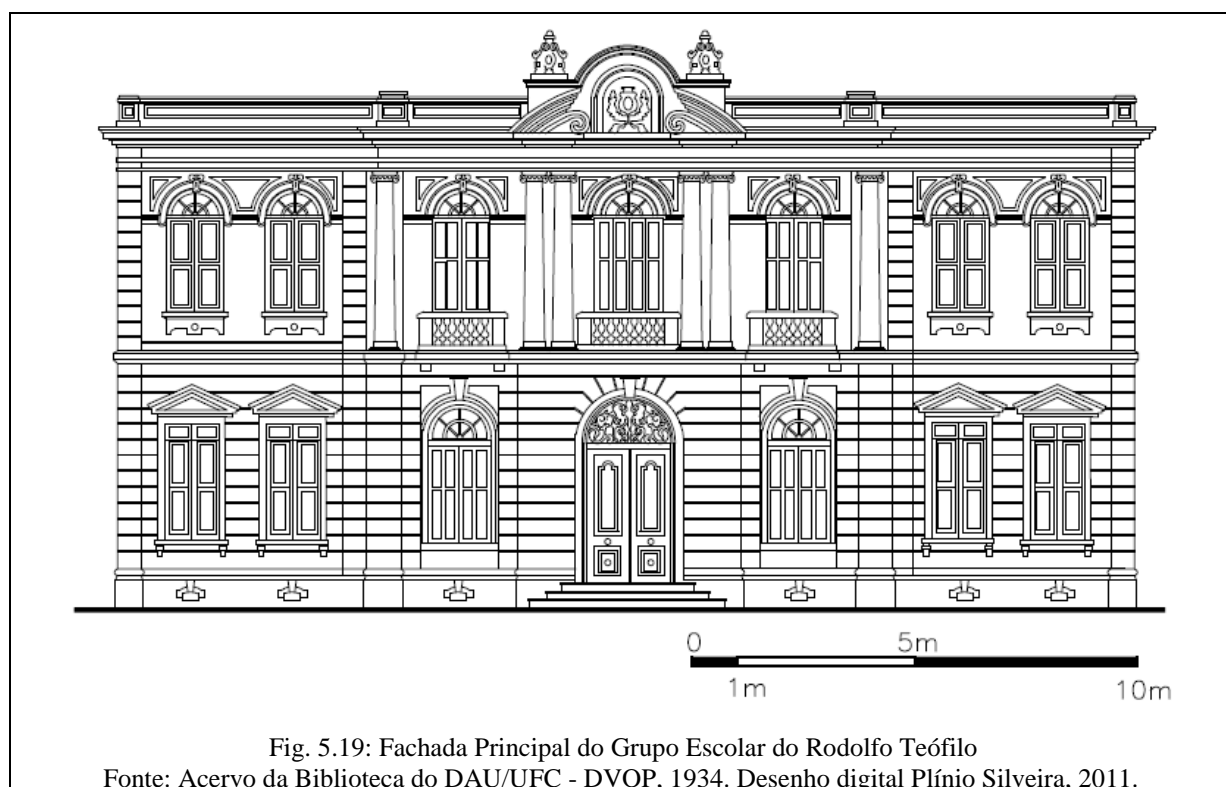 0 5m
1m 10m
Fig. 5.19: Fachada Principal do Grupo Escolar do Rodolfo Teófilo
Fonte: Acervo da Biblioteca do DAU/UFC - DVOP, 1934. Desenho digital Plínio Silveira, 2011.